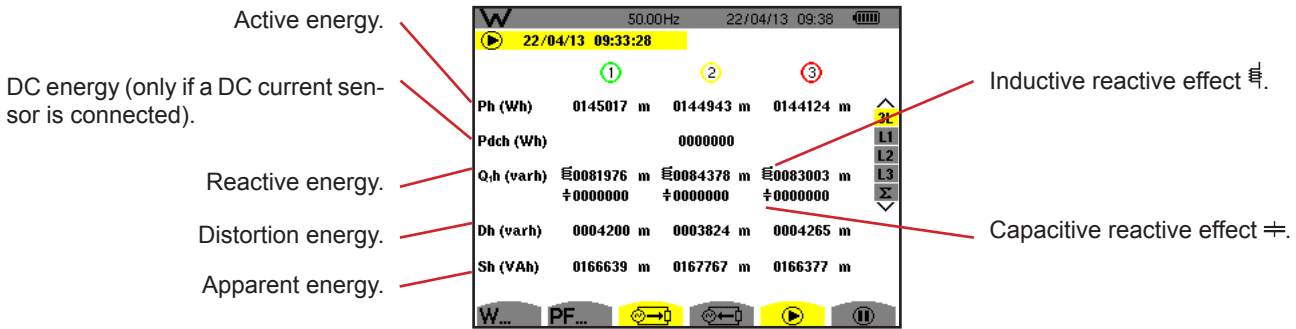 Active energy.
DC energy (only if a DC current sen-
sor is connected).
Reactive energy.
Distortion energy.
Apparent energy.
W 50.00Hz 22/04/13 09:38
22/04/13 09:33:28
1 2 3
Ph (Wh) 0145017 m 0144943 m 0144124 m
Pdch (Wh) 0000000
Q₁h (varh) 0081976 m 0084378 m 0083003 m
0000000 0000000 0000000
Dh (varh) 0004200 m 0003824 m 0004265 m
Sh (VAh) 0166639 m 0167767 m 0166377 m
3L
L1
L2
L3
Σ
W... PF...
Inductive reactive effect .
Capacitive reactive effect .